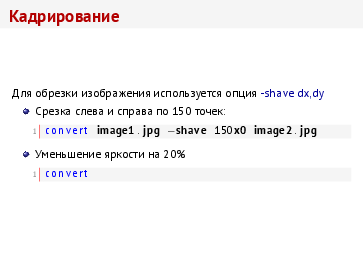 Кадрирование
Для обрезки изображения используется опция -shave dx,dy
Срезка слева и справа по 150 точек:
1 convert image1.jpg −shave 150x0 image2.jpg
Уменьшение яркости на 20%
1 convert